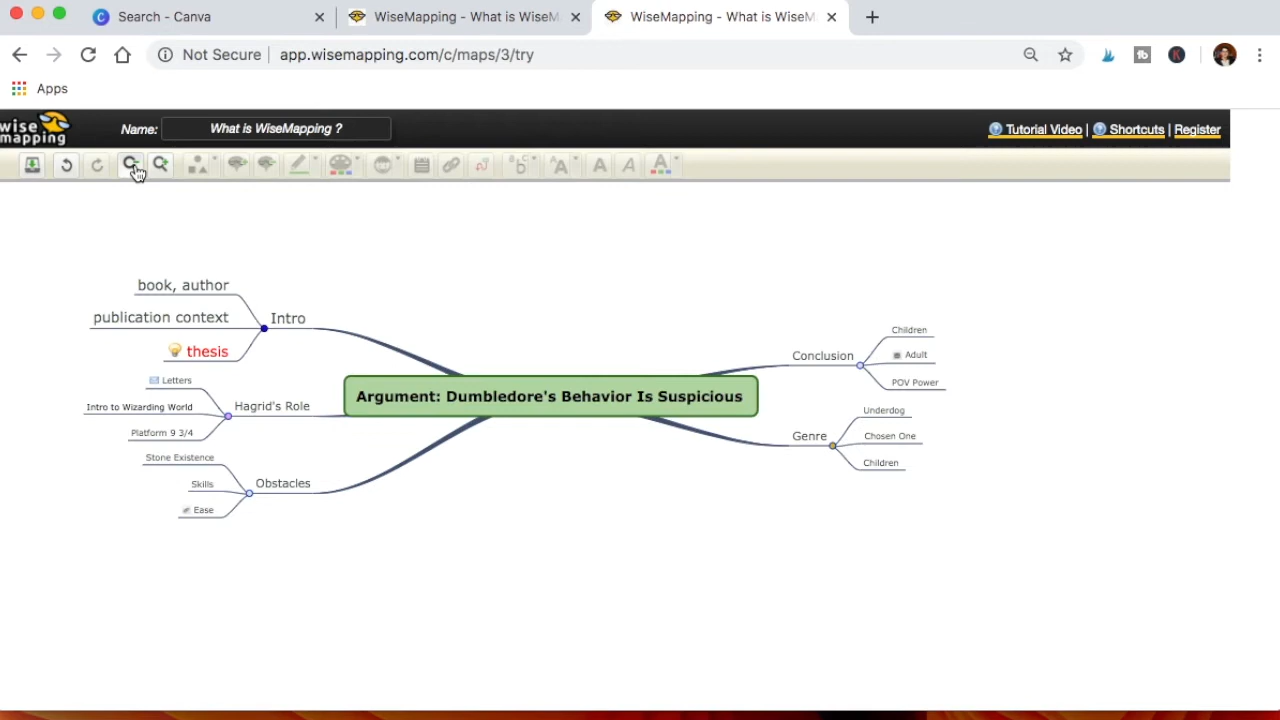 Search - Canva
WiseMapping - What is WiseM
WiseMapping - What is WiseM
Not Secure
app.wisemapping.com/c/maps/3/try
Apps
wise
mapping
Name:
What is WiseMapping ?
Tutorial Video | Shortcuts | Register
book, author
publication context
thesis
Intro
Letters
Intro to Wizarding World
Platform 9 3/4
Hagrid's Role
Stone Existence
Skills
Ease
Obstacles
Argument: Dumbledore's Behavior Is Suspicious
Conclusion
Children
Adult
POV Power
Genre
Underdog
Chosen One
Children